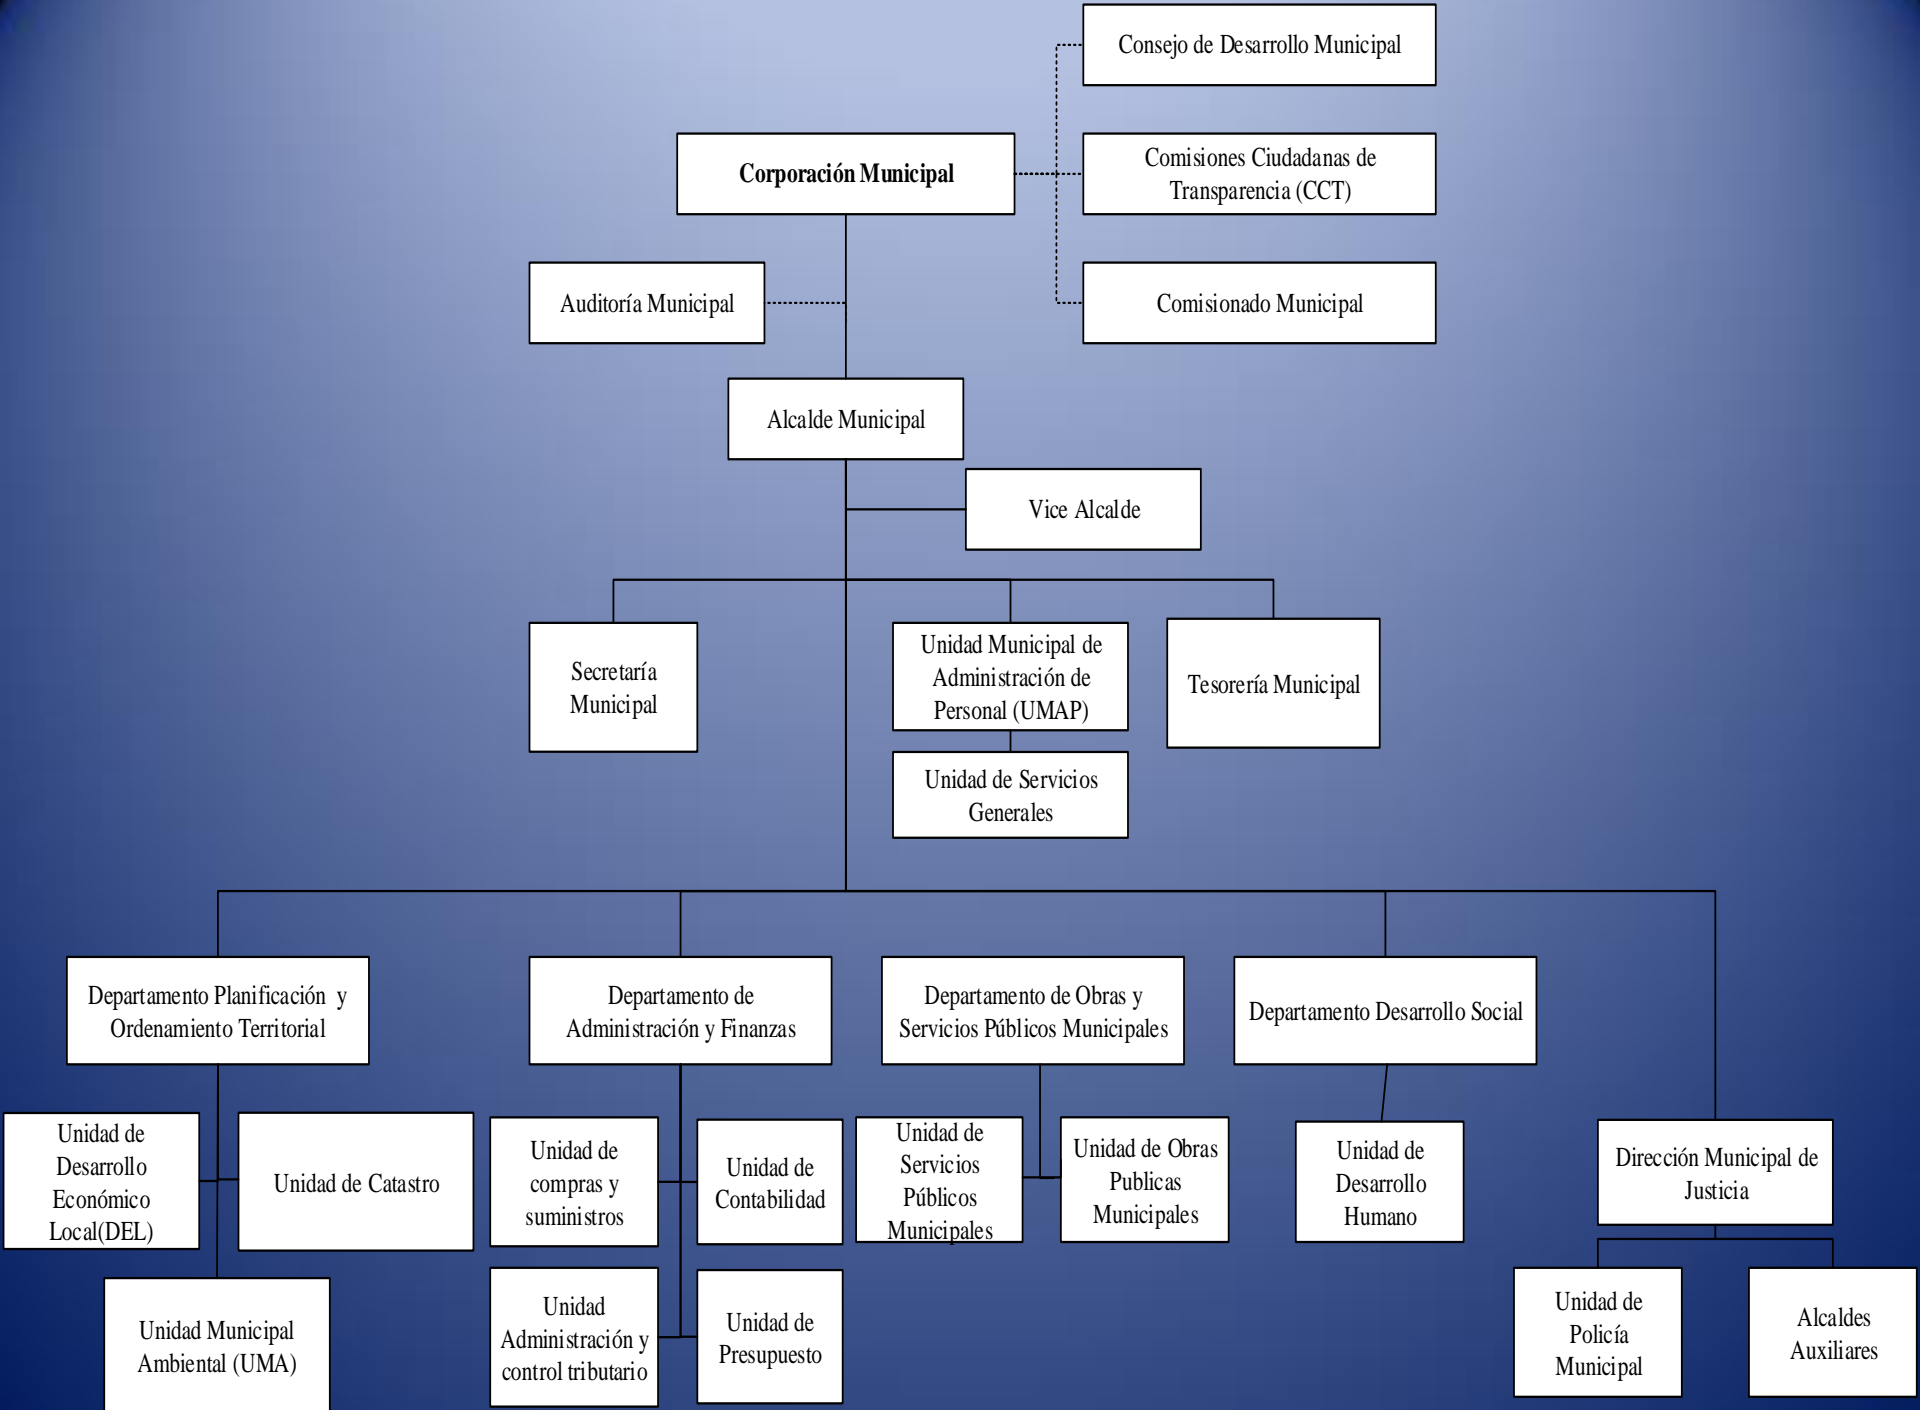 Consejo de Desarrollo Municipal
Corporación Municipal
Comisiones Ciudadanas de
Transparencia (CCT)
Auditoría Municipal
Comisionado Municipal
Alcalde Municipal
Vice Alcalde
Secretaría
Municipal
Unidad Municipal de
Administración de
Personal (UMAP)
Tesorería Municipal
Unidad de Servicios
Generales
Departamento Planificación y
Ordenamiento Territorial
Departamento de
Administración y Finanzas
Departamento de Obras y
Servicios Públicos Municipales
Departamento Desarrollo Social
Unidad de
Desarrollo
Económico
Local(DEL)
Unidad de Catastro
Unidad de
compras y
suministros
Unidad de
Contabilidad
Unidad de
Servicios
Públicos
Municipales
Unidad de Obras
Publicas
Municipales
Unidad de
Desarrollo
Humano
Dirección Municipal de
Justicia
Unidad Municipal
Ambiental (UMA)
Unidad
Administración y
control tributario
Unidad de
Presupuesto
Unidad de
Policía
Municipal
Alcaldes
Auxiliares